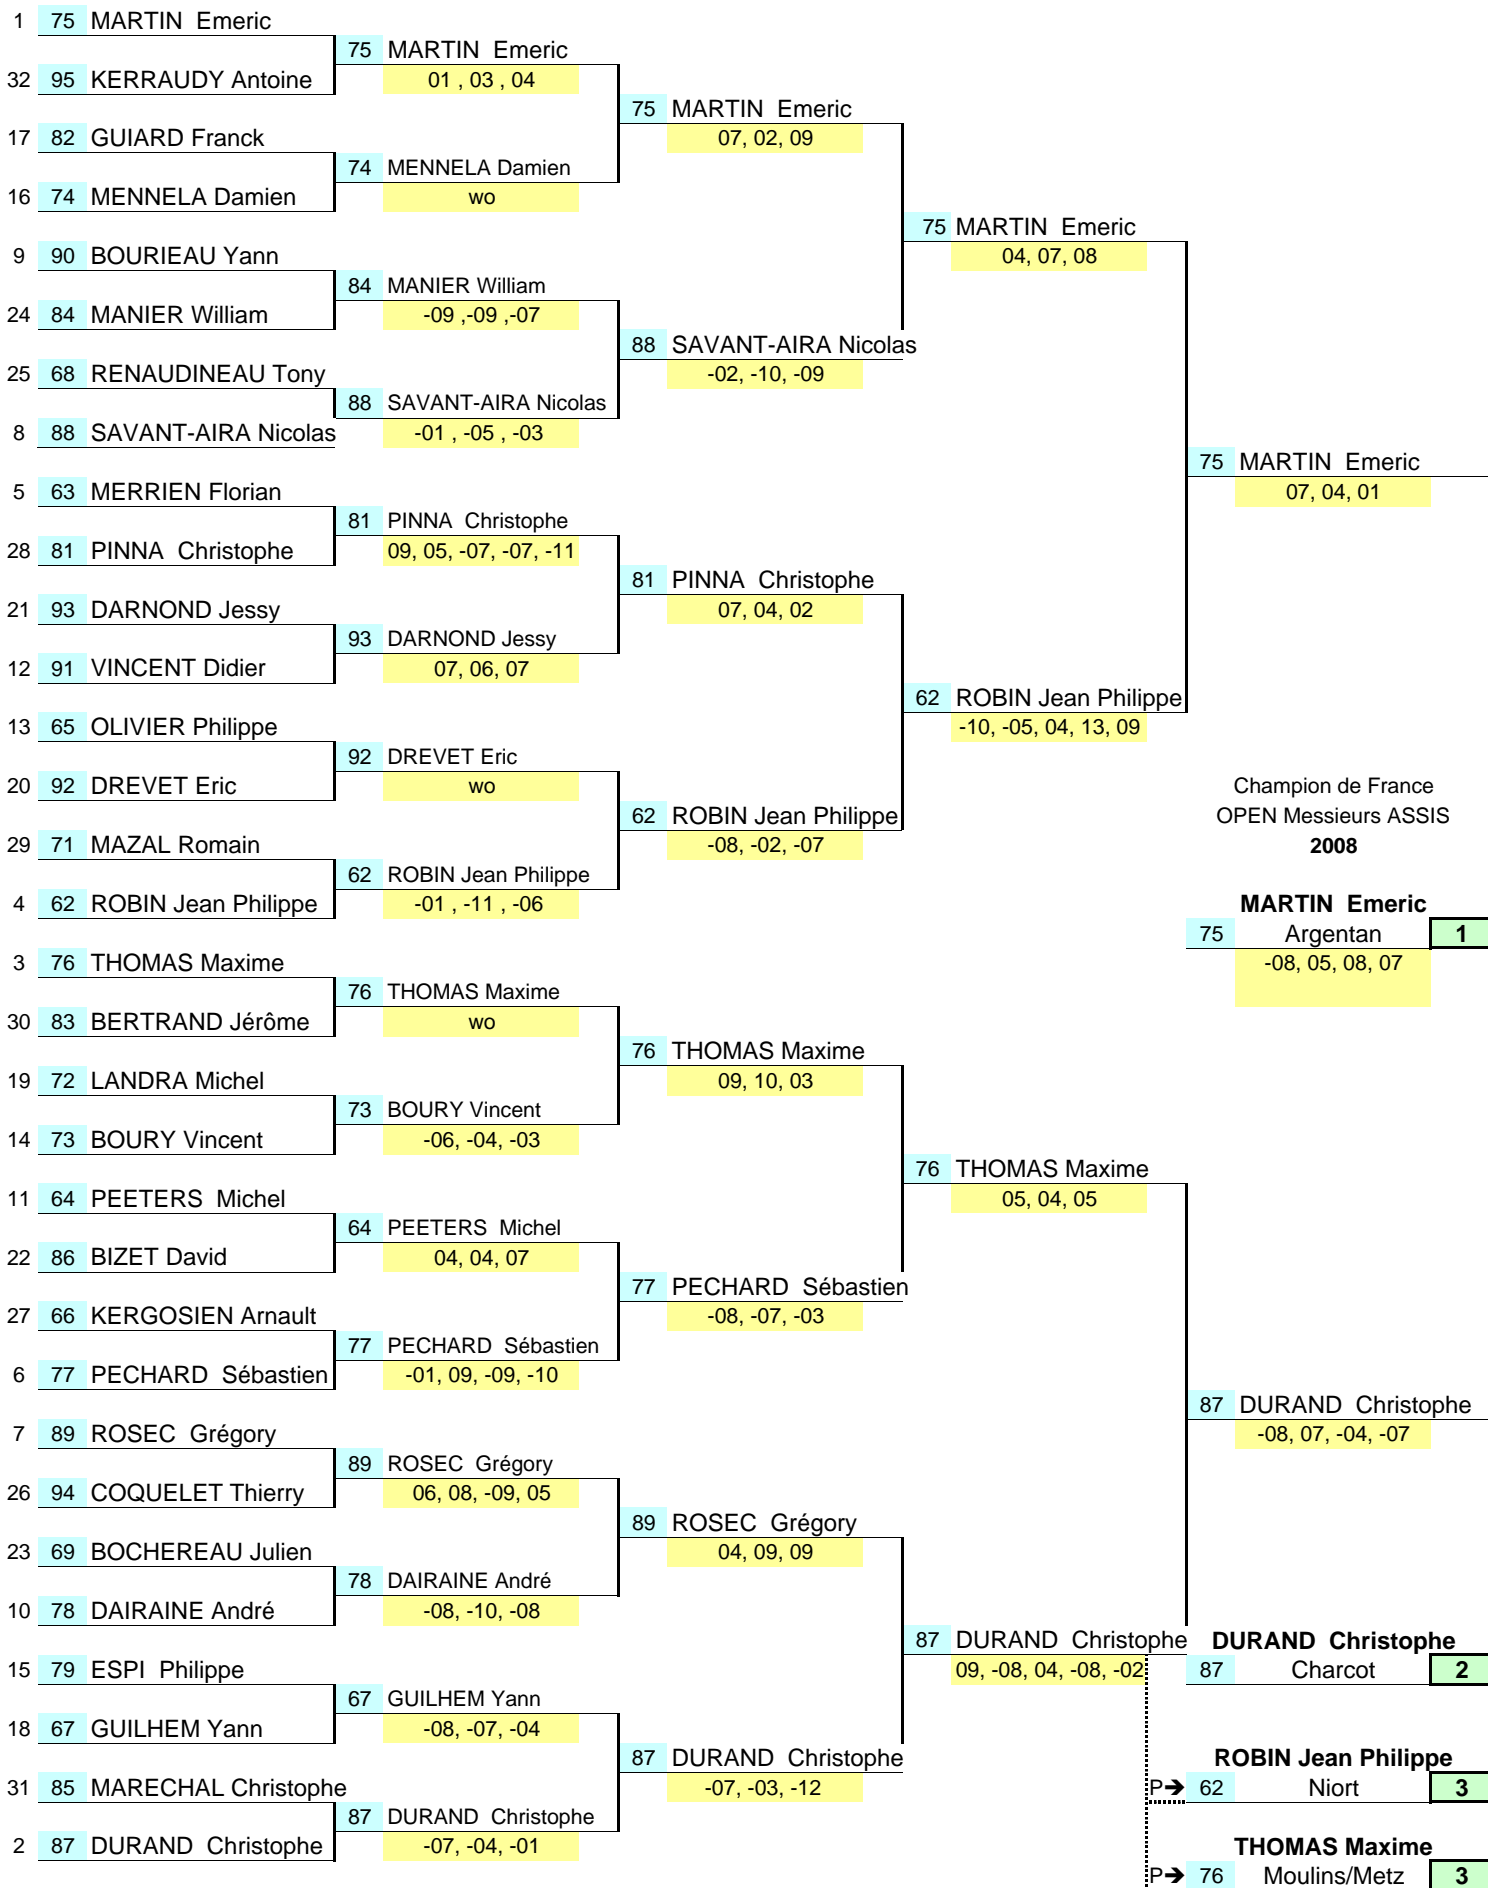 1 75 MARTIN Emeric
75 MARTIN Emeric
32 95 KERRAUDY Antoine
01 , 03 , 04
75 MARTIN Emeric
17 82 GUIARD Franck
07, 02, 09
74 MENNELA Damien
16 74 MENNELA Damien
wo
75 MARTIN Emeric
9 90 BOURIEAU Yann
04, 07, 08
84 MANIER William
24 84 MANIER William
-09 ,-09 ,-07
88 SAVANT-AIRA Nicolas
25 68 RENAUDINEAU Tony
-02, -10, -09
88 SAVANT-AIRA Nicolas
8 88 SAVANT-AIRA Nicolas
-01 , -05 , -03
75 MARTIN Emeric
5 63 MERRIEN Florian
07, 04, 01
81 PINNA Christophe
28 81 PINNA Christophe
09, 05, -07, -07, -11
81 PINNA Christophe
21 93 DARNOND Jessy
07, 04, 02
93 DARNOND Jessy
12 91 VINCENT Didier
07, 06, 07
62 ROBIN Jean Philippe
13 65 OLIVIER Philippe
-10, -05, 04, 13, 09
92 DREVET Eric
20 92 DREVET Eric
wo
Champion de France
62 ROBIN Jean Philippe
OPEN Messieurs ASSIS
29 71 MAZAL Romain
-08, -02, -07
2008
62 ROBIN Jean Philippe
4 62 ROBIN Jean Philippe
-01 , -11 , -06
MARTIN Emeric
75 Argentan 1
3 76 THOMAS Maxime
-08, 05, 08, 07
76 THOMAS Maxime
30 83 BERTRAND Jérôme
wo
76 THOMAS Maxime
19 72 LANDRA Michel
09, 10, 03
73 BOURY Vincent
14 73 BOURY Vincent
-06, -04, -03
76 THOMAS Maxime
11 64 PEETERS Michel
05, 04, 05
64 PEETERS Michel
22 86 BIZET David
04, 04, 07
77 PECHARD Sébastien
27 66 KERGOSIEN Arnault
-08, -07, -03
77 PECHARD Sébastien
6 77 PECHARD Sébastien
-01, 09, -09, -10
87 DURAND Christophe
7 89 ROSEC Grégory
-08, 07, -04, -07
89 ROSEC Grégory
26 94 COQUELET Thierry
06, 08, -09, 05
89 ROSEC Grégory
23 69 BOCHEREAU Julien
04, 09, 09
78 DAIRAINE André
10 78 DAIRAINE André
-08, -10, -08
87 DURAND Christophe
DURAND Christophe
15 79 ESPI Philippe
09, -08, 04, -08, -02
87 Charcot 2
67 GUILHEM Yann
18 67 GUILHEM Yann
-08, -07, -04
87 DURAND Christophe
ROBIN Jean Philippe
31 85 MARECHAL Christophe
-07, -03, -12
P➔ 62 Niort 3
87 DURAND Christophe
2 87 DURAND Christophe
-07, -04, -01
THOMAS Maxime
P➔ 76 Moulins/Metz 3